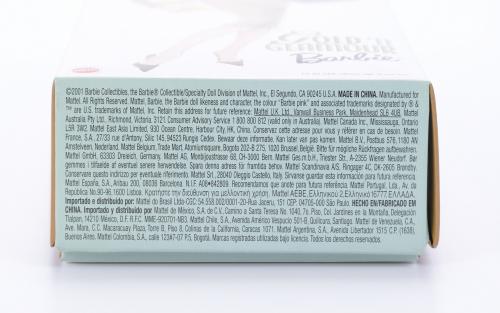 GLAMOUR
Barbie
©2001 Barbie Collectibles, the Barbie® Collectible/Specialty Doll Division of Mattel, Inc., El Segundo, CA 90245 U.S.A. MADE IN CHINA. Manufactured for
Mattel. All Rights Reserved. Mattel, Barbie, the Barbie doll likeness and character, the colour "Barbie pink" and associated trademarks designated by ® &
™ are U.S. trademarks of Mattel, Inc. Retain this address for future reference: Mattel U.K. Ltd., Vanwall Business Park, Maidenhead SL6 4UB. Mattel
Australia Pty. Ltd., Richmond, Victoria. 3121. Consumer Advisory Service 1 800 800 812 (valid only in Australia). Mattel Canada Inc., Mississauga, Ontario
L5R 3W2. Mattel East Asia Limited, 930 Ocean Centre, Harbour City, HK, China. Conservez cette adresse pour vous y référer en cas de besoin. Mattel
France, S.A., 27/33 rue d'Antony, Silic 145, 94523 Rungis Cedex. Bewaar deze informatie. Kan later van pas komen. Mattel B.V., Postbus 576, 1180 AN
Amstelveen, Nederland. Mattel Belgium, Trade Mart, Atomiumsquare, Bogota 202-B 275, 1020 Brussel, Belgie. Bitte für mögliche Rückfragen aufbewahren.
Mattel GmbH, 63303 Dreieich, Germany. Mattel AG, Monbijoustrasse 68, CH-3000 Bern. Mattel Ges.m.b.H., Triester Str., A-2355 Wiener Neudorf. Bør
gemmes i tilfælde af eventuel senere henvendelse. Spara denna adress för framtida behov. Mattel Scandinavia A/S, Ringager 4C, DK-2605 Brøndby.
Conservare questo indirizzo per eventuale riferimento. Mattel Srl., 28040 Oleggio Castello, Italy. Sírvanse guardar esta información para futura referencia.
Mattel España, S.A., Aribau 200, 08036 Barcelona. N.I.F. A08*842809. Recomendamos que anote para futura referência. Mattel Portugal, Lda., Av. da
República No.90-96, 1600 Lisboa. Κρατήστε την διεύθυνση για μελλοντική χρήση. Mattel AEBE, Ελληνικού 2, Ελληνικό 16777, ΕΛΛΑΔΑ.
Importado e distribuido por Mattel do Brasil Ltda-CGC: 54.558.002/0001-20-Rua Jaceru, 151 CEP: 04705-000 São Paulo. HECHO EN/FABRICADO EM
CHINA. Importado y distribuido por Mattel de México, S.A. de C.V., Camino a Santa Teresa No. 1040, 7o. Piso, Col. Jardines en la Montaña, Delegación
Tlalpan, 14210 México, D.F. R.F.C. MME-920701-NB3. Mattel Chile, S.A., Avenida Américo Vespucio 501-B, Quilicura, Santiago. Mattel de Venezuela, C.A.,
Ave. Mara, C.C. Macaracuay Plaza, Torre B, Piso 8, Colinas de la California, Caracas 1071. Mattel Argentina, S.A., Avenida Libertador 1515 C.P. (1638),
Buenos Aires. Mattel Colombia, S.A., calle 123#7-07 P.5, Bogotá. Marcas registradas utilizadas bajo licencia. Todos los derechos reservados.